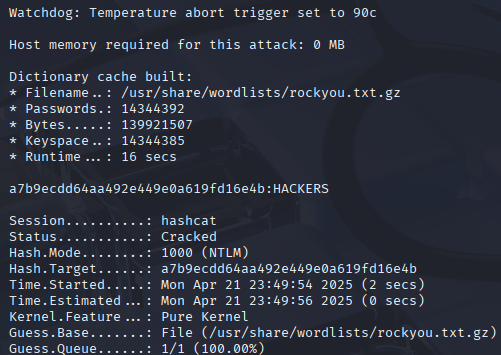 Watchdog: Temperature abort trigger set to 90c
Host memory required for this attack: 0 MB
Dictionary cache built:
* Filename..: /usr/share/wordlists/rockyou.txt.gz
* Passwords.: 14344392
* Bytes.....: 139921507
* Keyspace..: 14344385
* Runtime...: 16 secs
a7b9ecdd64aa492e449e0a619fd16e4b:HACKERS
Session..........: hashcat
Status...........: Cracked
Hash.Mode........: 1000 (NTLM)
Hash.Target......: a7b9ecdd64aa492e449e0a619fd16e4b
Time.Started.....: Mon Apr 21 23:49:54 2025 (2 secs)
Time.Estimated...: Mon Apr 21 23:49:56 2025 (0 secs)
Kernel.Feature...: Pure Kernel
Guess.Base.......: File (/usr/share/wordlists/rockyou.txt.gz)
Guess.Queue......: 1/1 (100.00%)